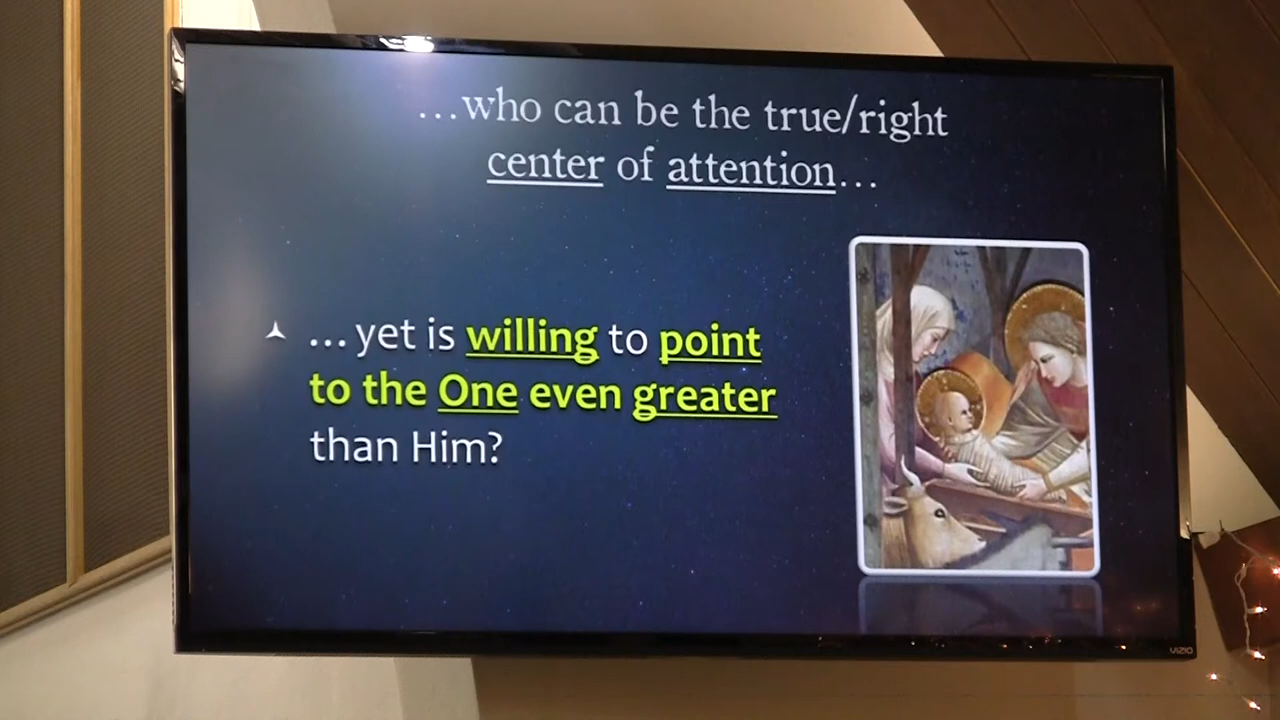 …who can be the true/right
center of attention…
… yet is willing to point
to the One even greater
than Him?
VIZIO